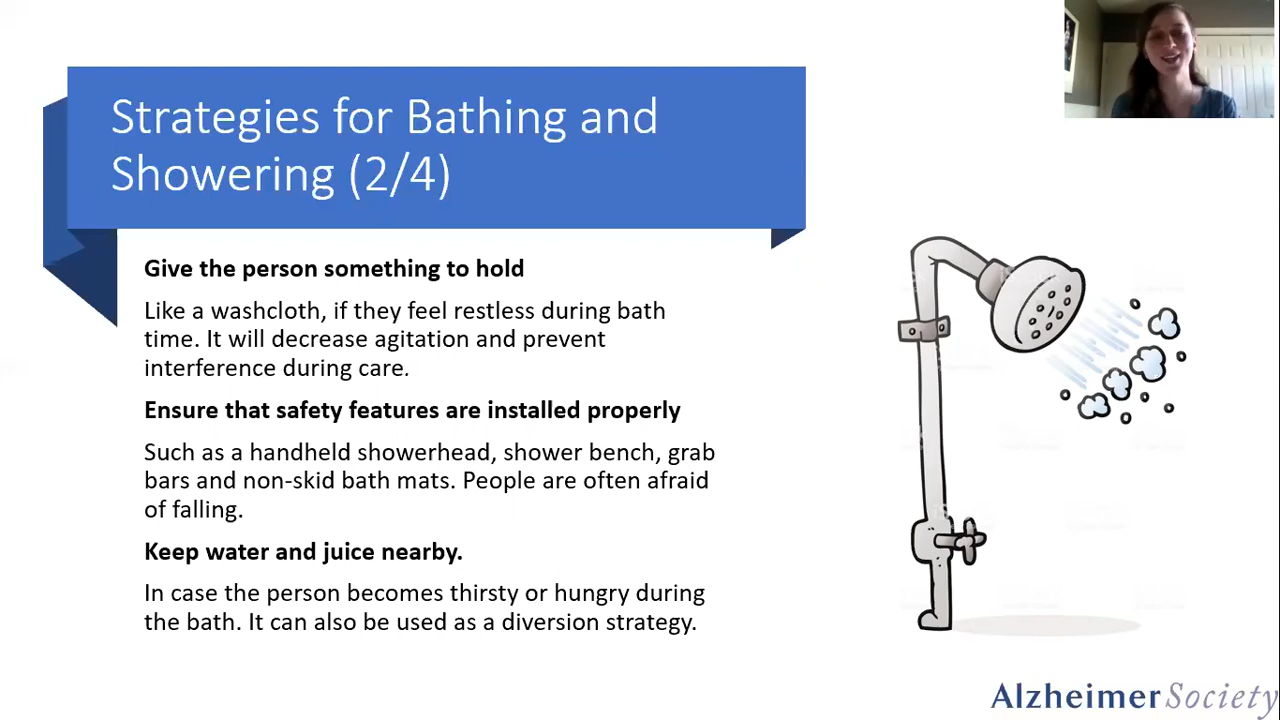 Strategies for Bathing and
Showering (2/4)
Give the person something to hold
Like a washcloth, if they feel restless during bath
time. It will decrease agitation and prevent
interference during care.
Ensure that safety features are installed properly
Such as a handheld showerhead, shower bench, grab
bars and non-skid bath mats. People are often afraid
of falling.
Keep water and juice nearby.
In case the person becomes thirsty or hungry during
the bath. It can also be used as a diversion strategy.
AlzheimerSociety